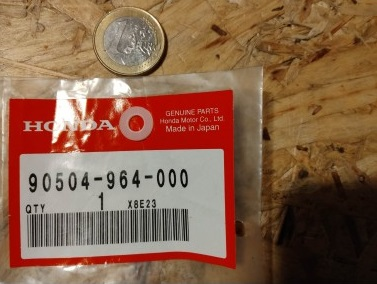 HONDA
GENUINE PARTS
Honda Motor Co., Ltd.
Made in Japan
90504-964-000
QTY 1 X8E23